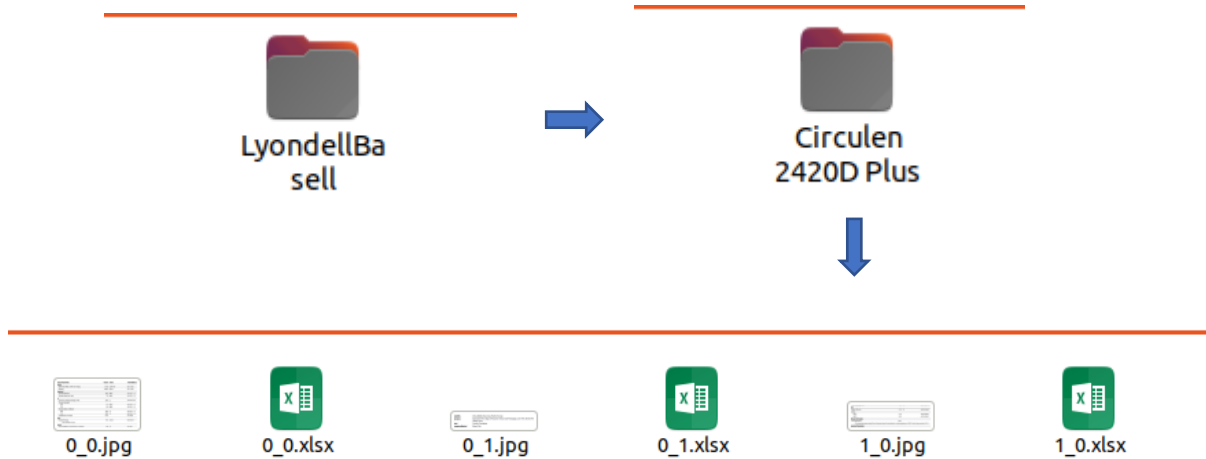 LyondellBa
sell
Circulen
2420D Plus
0_0.jpg
0_0.xlsx
0_1.jpg
0_1.xlsx
1_0.jpg
1_0.xlsx